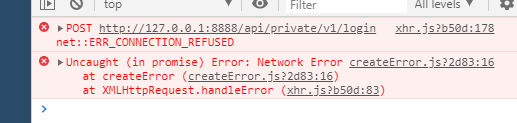 top Filter All levels ▾
POST http://127.0.0.1:8888/api/private/v1/login xhr.js?b50d:178
net::ERR_CONNECTION_REFUSED
Uncaught (in promise) Error: Network Error createError.js?2d83:16
at createError (createError.js?2d83:16)
at XMLHttpRequest.handleError (xhr.js?b50d:83)